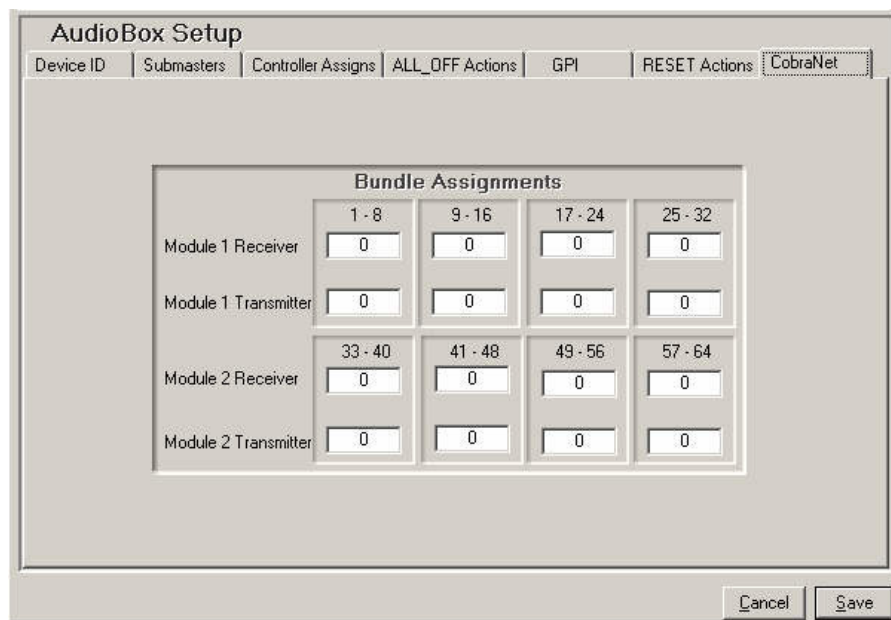 AudioBox Setup
Device ID Submasters Controller Assigns ALL_OFF Actions GPI RESET Actions CobraNet
Bundle Assignments
1 - 8 9 - 16 17 - 24 25 - 32
Module 1 Receiver 0 0 0 0
Module 1 Transmitter 0 0 0 0
33 - 40 41 - 48 49 - 56 57 - 64
Module 2 Receiver 0 0 0 0
Module 2 Transmitter 0 0 0 0
Cancel Save